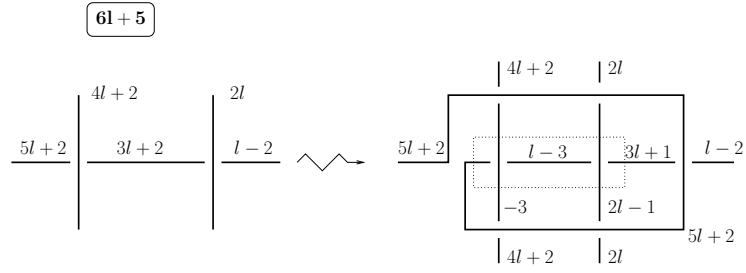 6l + 5
4l + 2 2l
5l + 2 3l + 2 l − 2
4l + 2 2l
5l + 2 l − 3 3l + 1 l − 2
−3 2l − 1
5l + 2
4l + 2 2l